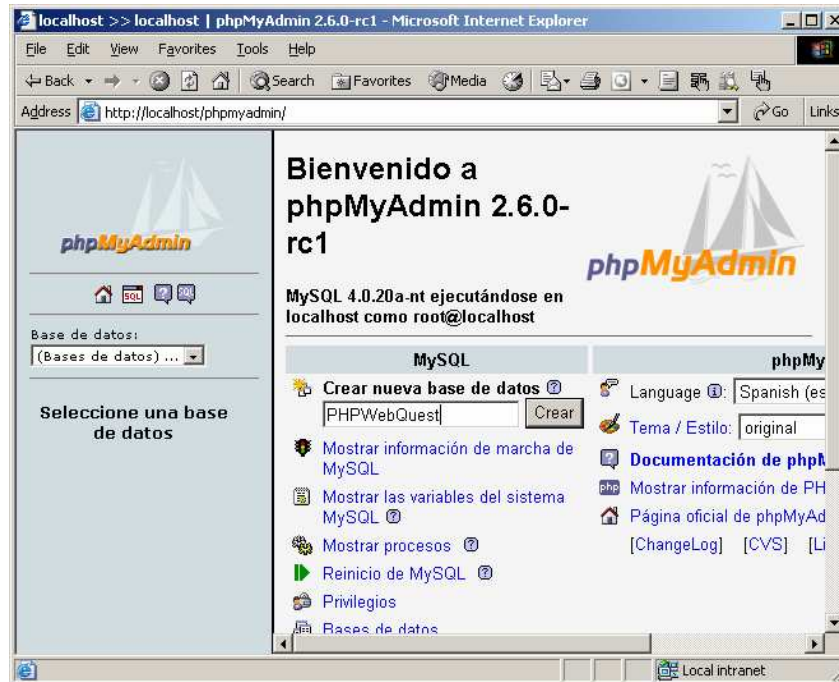 localhost >> localhost | phpMyAdmin 2.6.0-rc1 - Microsoft Internet Explorer
File Edit View Favorites Tools Help
Back Search Favorites Media
Address http://localhost/phpmyadmin/ Go Links
phpMyAdmin
SQL SQL
Base de datos:
(Bases de datos) ...
Seleccione una base
de datos
Bienvenido a
phpMyAdmin 2.6.0-
rc1
phpMyAdmin
MySQL 4.0.20a-nt ejecutándose en
localhost como root@localhost
MySQL
Crear nueva base de datos
PHPWebQuest Crear
Mostrar información de marcha de
MySQL
Mostrar las variables del sistema
MySQL
Mostrar procesos
Reinicio de MySQL
Privilegios
Bases de datos
phpMy
Language : Spanish (es
Tema / Estilo: original
Documentación de phpM
php Mostrar información de PH
Página oficial de phpMyAd
[ChangeLog] [CVS] [Li
Local intranet